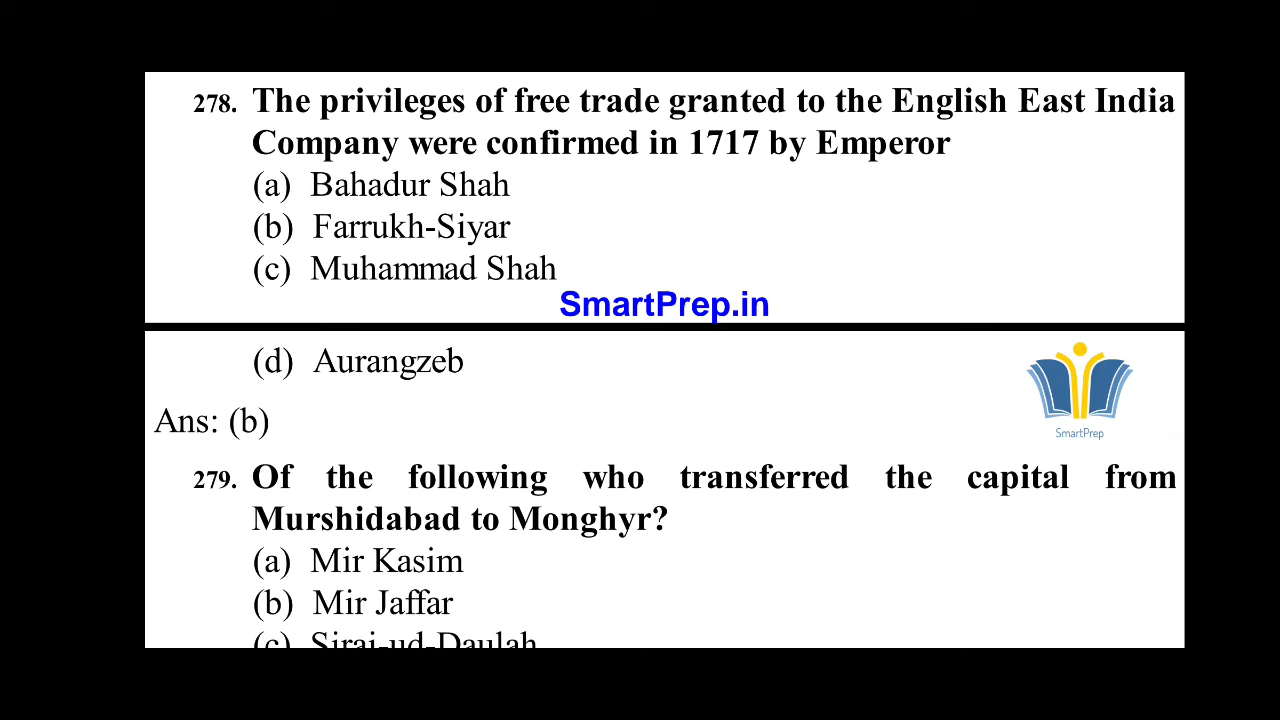 278. The privileges of free trade granted to the English East India
Company were confirmed in 1717 by Emperor
(a) Bahadur Shah
(b) Farrukh-Siyar
(c) Muhammad Shah
SmartPrep.in
(d) Aurangzeb
SmartPrep
Ans: (b)
279. Of the following who transferred the capital from
Murshidabad to Monghyr?
(a) Mir Kasim
(b) Mir Jaffar
(c) Siraj-ud-Daulah